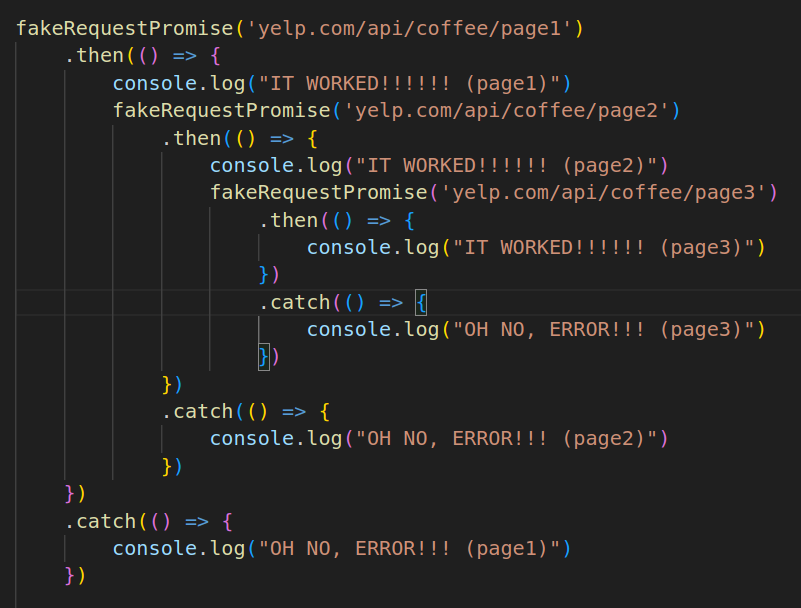 fakeRequestPromise('yelp.com/api/coffee/page1')
    .then(() => {
        console.log("IT WORKED!!!!!! (page1)")
        fakeRequestPromise('yelp.com/api/coffee/page2')
            .then(() => {
                console.log("IT WORKED!!!!!! (page2)")
                fakeRequestPromise('yelp.com/api/coffee/page3')
                    .then(() => {
                        console.log("IT WORKED!!!!!! (page3)")
                    })
                    .catch(() => {
                        console.log("OH NO, ERROR!!! (page3)")
                    })
            })
            .catch(() => {
                console.log("OH NO, ERROR!!! (page2)")
            })
    })
    .catch(() => {
        console.log("OH NO, ERROR!!! (page1)")
    })